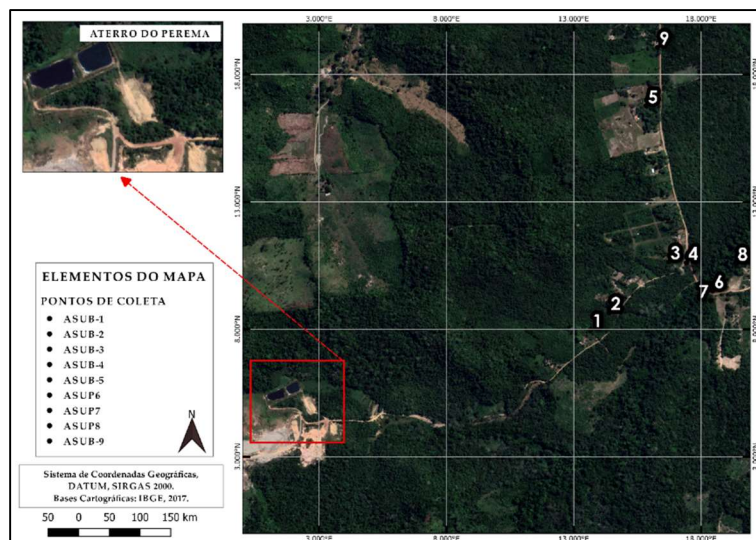 ATERRO DO PEREMA
ELEMENTOS DO MAPA
PONTOS DE COLETA
ASUB-1
ASUB-2
ASUB-3
ASUB-4
ASUB-5
ASUP6
ASUP7
ASUP8
ASUB-9
N
Sistema de Coordenadas Geográficas,
DATUM, SIRGAS 2000.
Bases Cartográficas: IBGE, 2017.
50 0 50 100 150 km
3.000°N 8.000°N 13.000°N 18.000°N
9
5
13.000°N
3 4 8
6
7
2
1
8.000°N
3.000°N
3.000°N 8.000°N 13.000°N 18.000°N